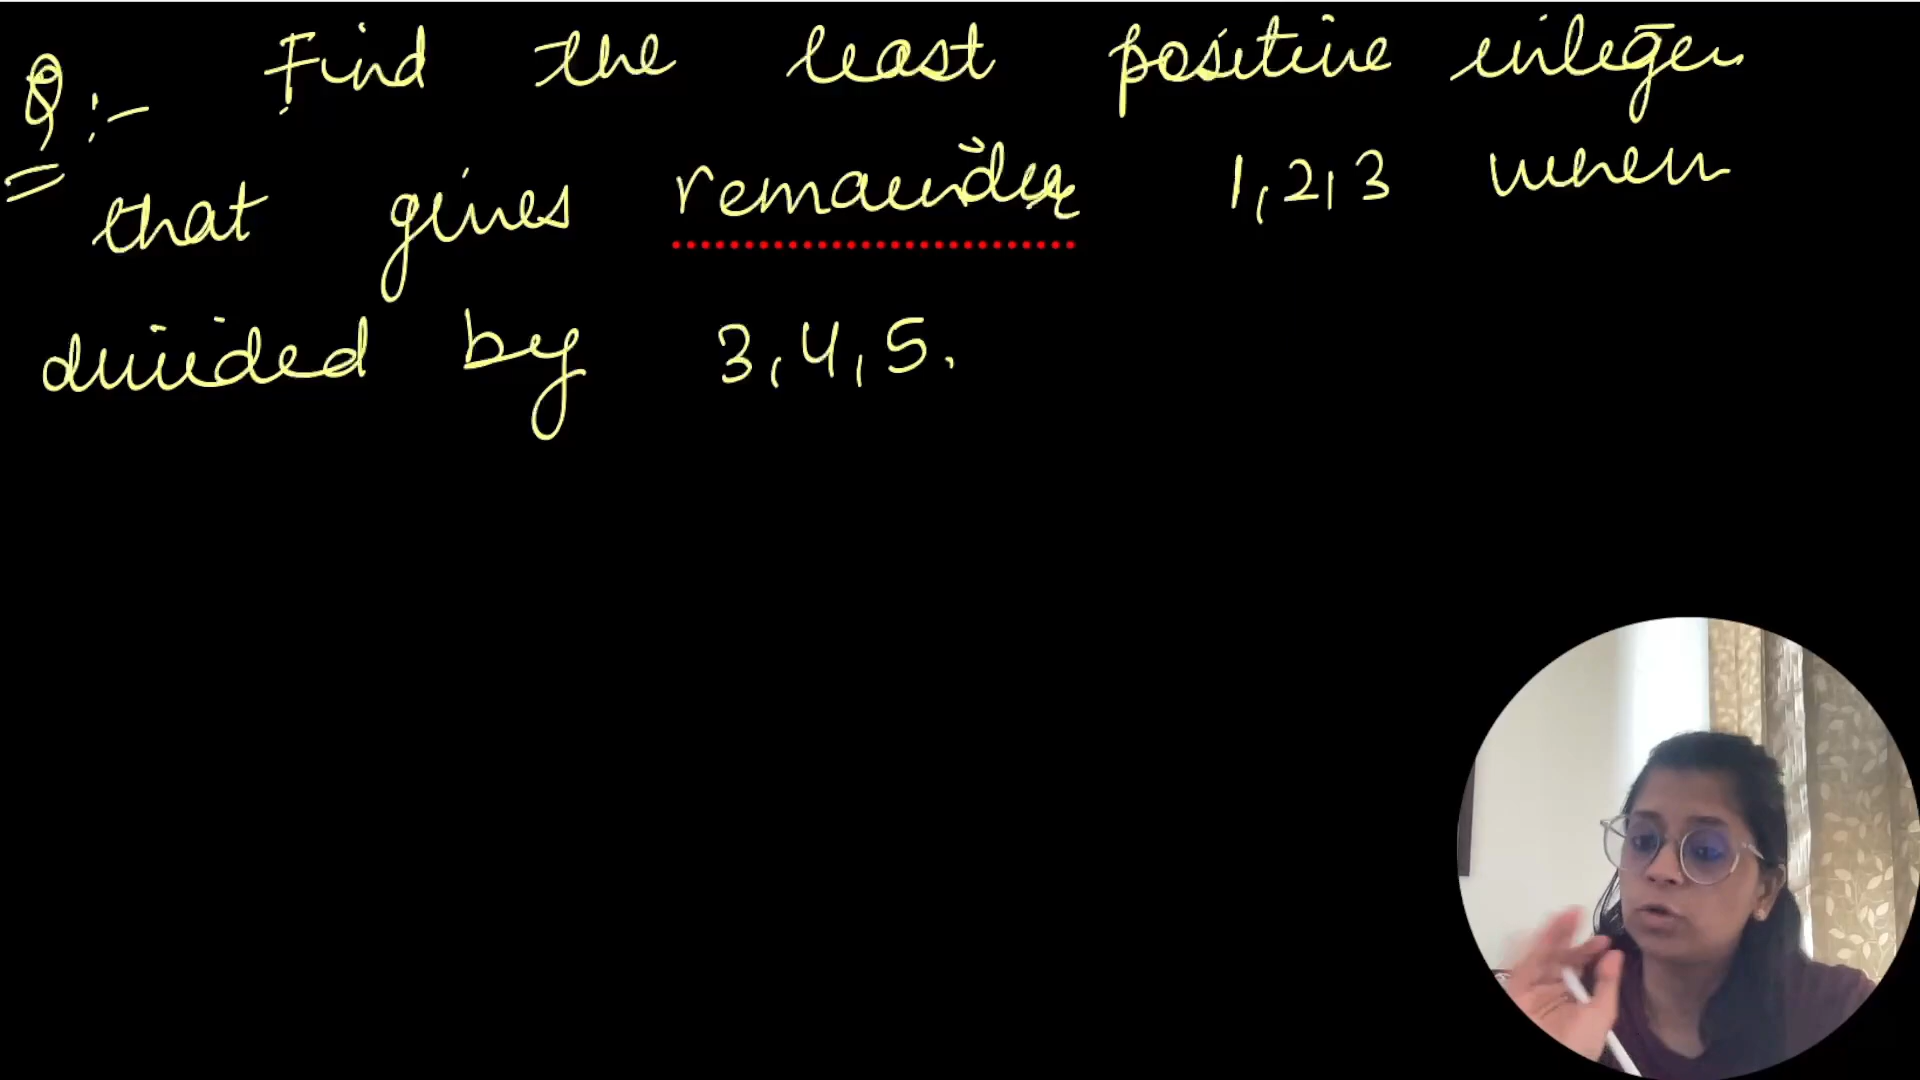 Q:- Find the least positive integer
that gives remainder 1,2,3 when
divided by 3,4,5.